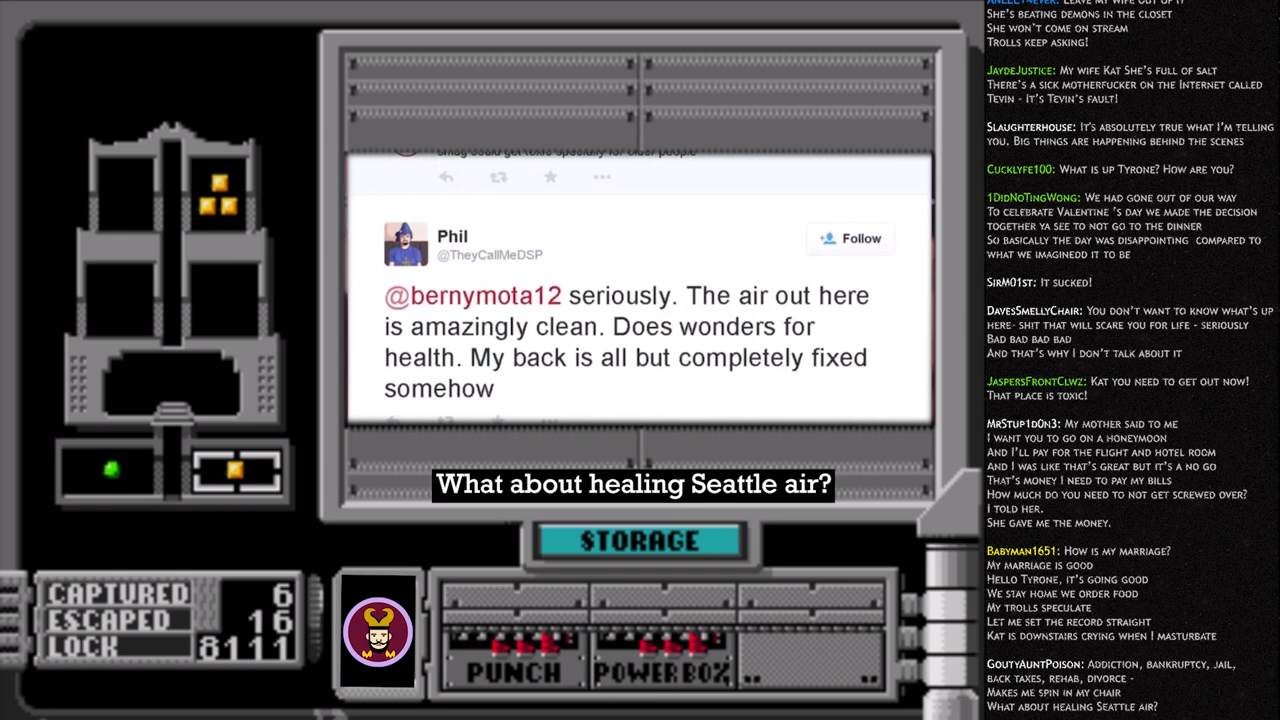 Phil
@TheyCallMeDSP
Follow
@bernymota12 seriously. The air out here
is amazingly clean. Does wonders for
health. My back is all but completely fixed
somehow
What about healing Seattle air?
STORAGE
CAPTURED 6
ESCAPED 16
LOCK 8111
PUNCH
POWERBOX
..
..
She's beating demons in the closet
She won't come on stream
Trolls keep asking!
JaydeJustice: My wife Kat She's full of salt
There's a sick motherfucker on the Internet called
Tevin - It's Tevin's fault!
Slaughterhouse: It's absolutely true what I'm telling
you. Big things are happening behind the scenes
Cucklyfe100: What is up Tyrone? How are you?
1DidNoTingWong: We had gone out of our way
To celebrate Valentine 's day we made the decision
together ya see to not go to the dinner
So basically the day was disappointing compared to
what we imaginedd it to be
SirM01st: It sucked!
DavesSmellyChair: You don't want to know what's up
here- shit that will scare you for life - seriously
Bad bad bad bad
And that's why I don't talk about it
JaspersFrontClwz: Kat you need to get out now!
That place is toxic!
MrStup1d0n3: My mother said to me
I want you to go on a honeymoon
And I'll pay for the flight and hotel room
And I was like that's great but it's a no go
That's money I need to pay my bills
How much do you need to not get screwed over?
I told her.
She gave me the money.
Babyman1651: How is my marriage?
My marriage is good
Hello Tyrone, it's going good
We stay home we order food
My trolls speculate
Let me set the record straight
Kat is downstairs crying when I masturbate
GoutyAuntPoison: Addiction, bankruptcy, jail,
back taxes, rehab, divorce -
Makes me spin in my chair
What about healing Seattle air?